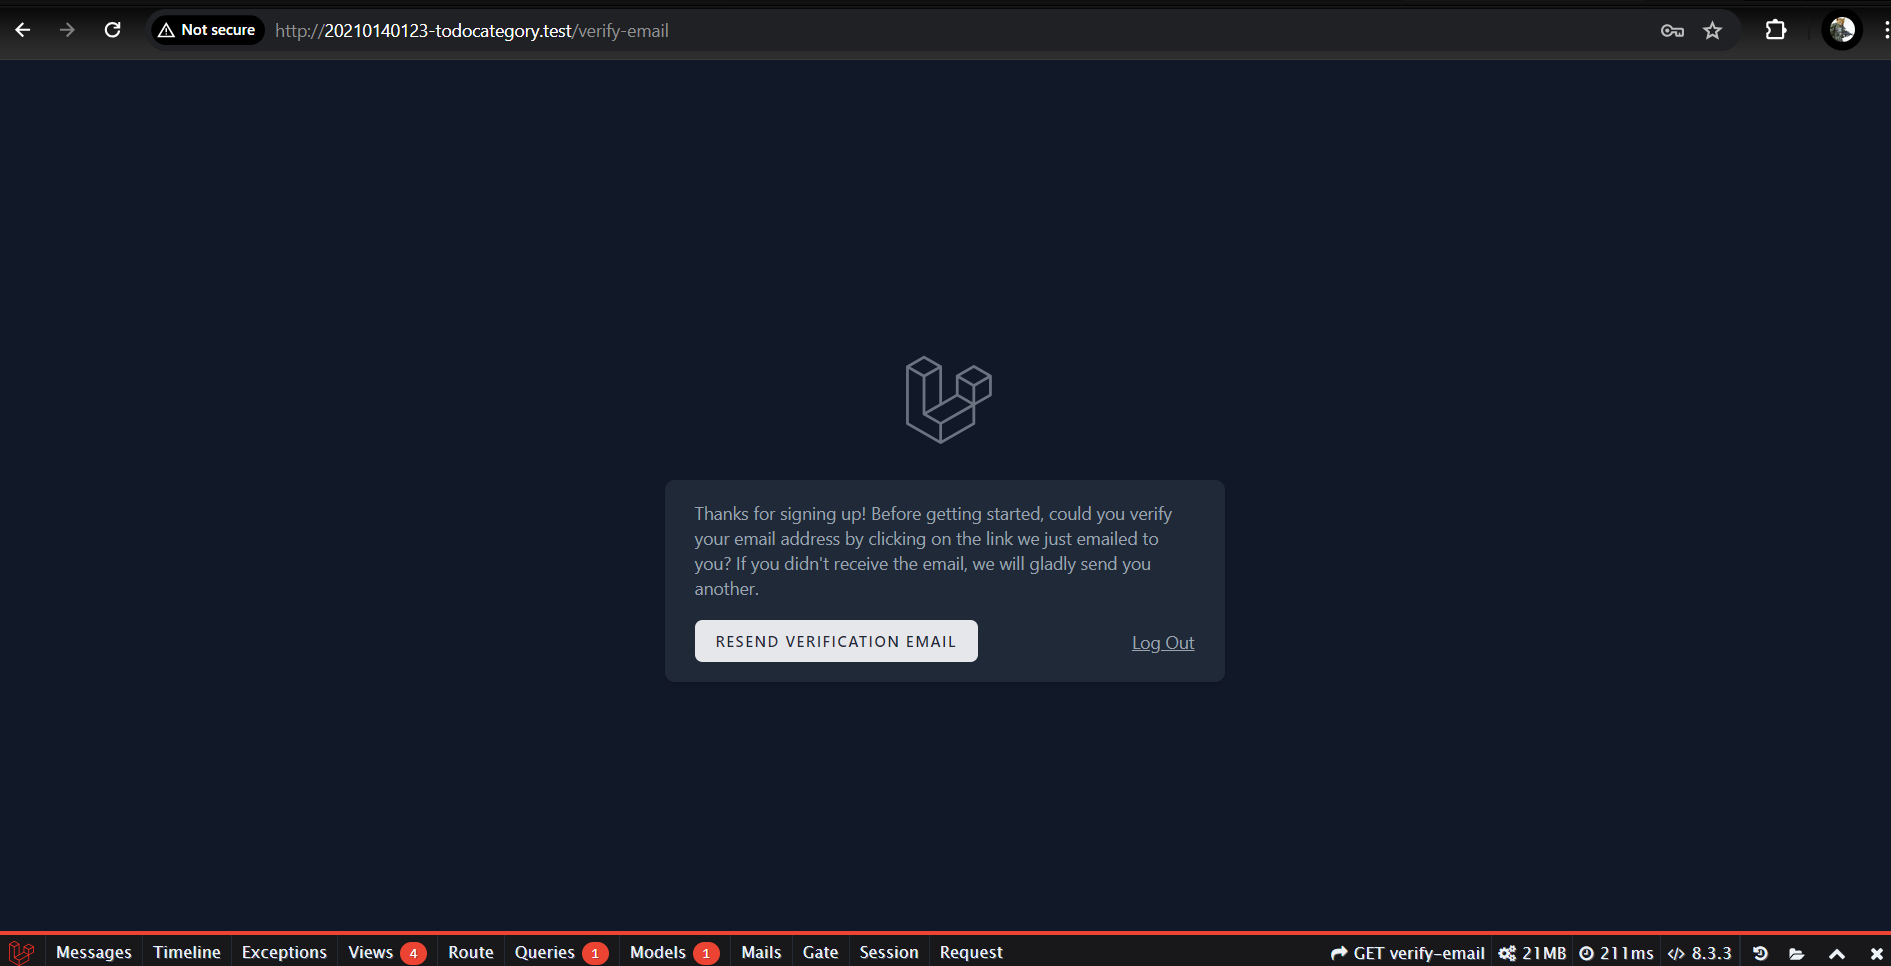 Not secure http://20210140123-todocategory.test/verify-email
Thanks for signing up! Before getting started, could you verify
your email address by clicking on the link we just emailed to
you? If you didn't receive the email, we will gladly send you
another.
RESEND VERIFICATION EMAIL Log Out
Messages Timeline Exceptions Views 4 Route Queries 1 Models 1 Mails Gate Session Request GET verify-email 21MB 211ms 8.3.3